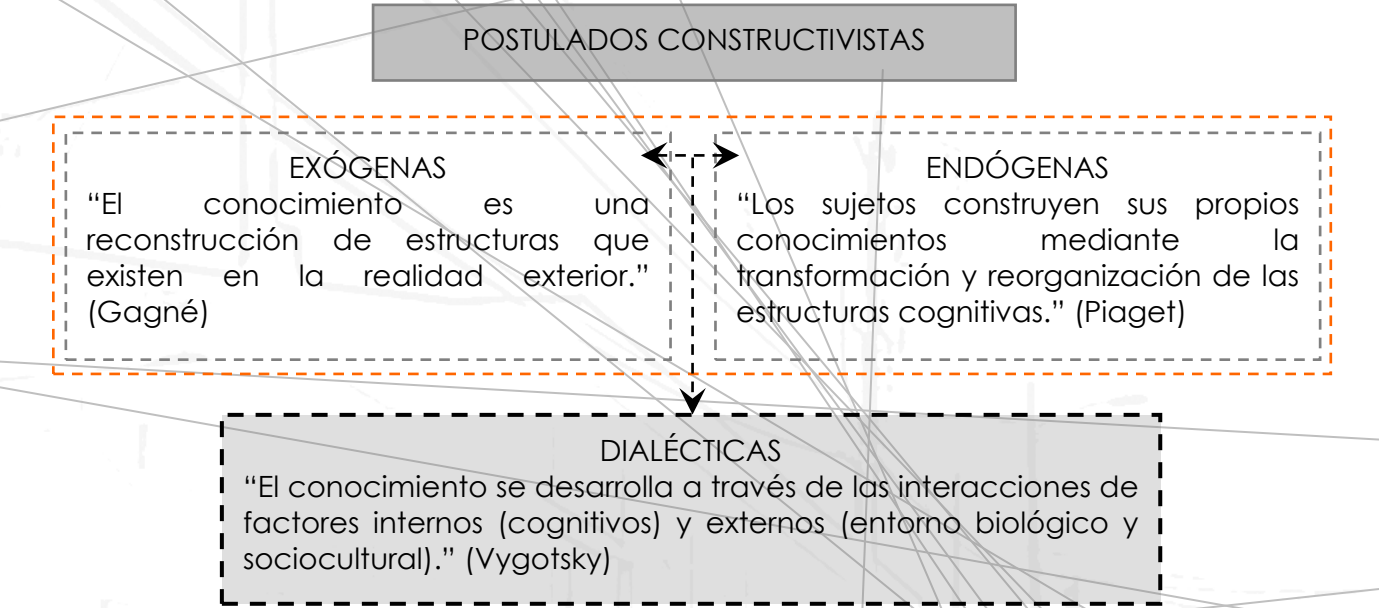 POSTULADOS CONSTRUCTIVISTAS
EXÓGENAS
“El conocimiento es una
reconstrucción de estructuras que
existen en la realidad exterior.”
(Gagné)
ENDÓGENAS
“Los sujetos construyen sus propios
conocimientos mediante la
transformación y reorganización de las
estructuras cognitivas.” (Piaget)
DIALÉCTICAS
“El conocimiento se desarrolla a través de las interacciones de
factores internos (cognitivos) y externos (entorno biológico y
sociocultural).” (Vygotsky)